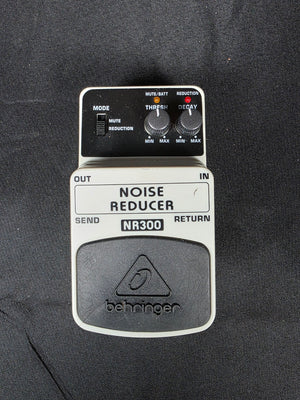 MUTE/BATT REDUCTION
MODE THRESH DECAY
MUTE
REDUCTION
MIN MAX MIN MAX
OUT IN
NOISE
REDUCER
SEND RETURN
NR300
behringer